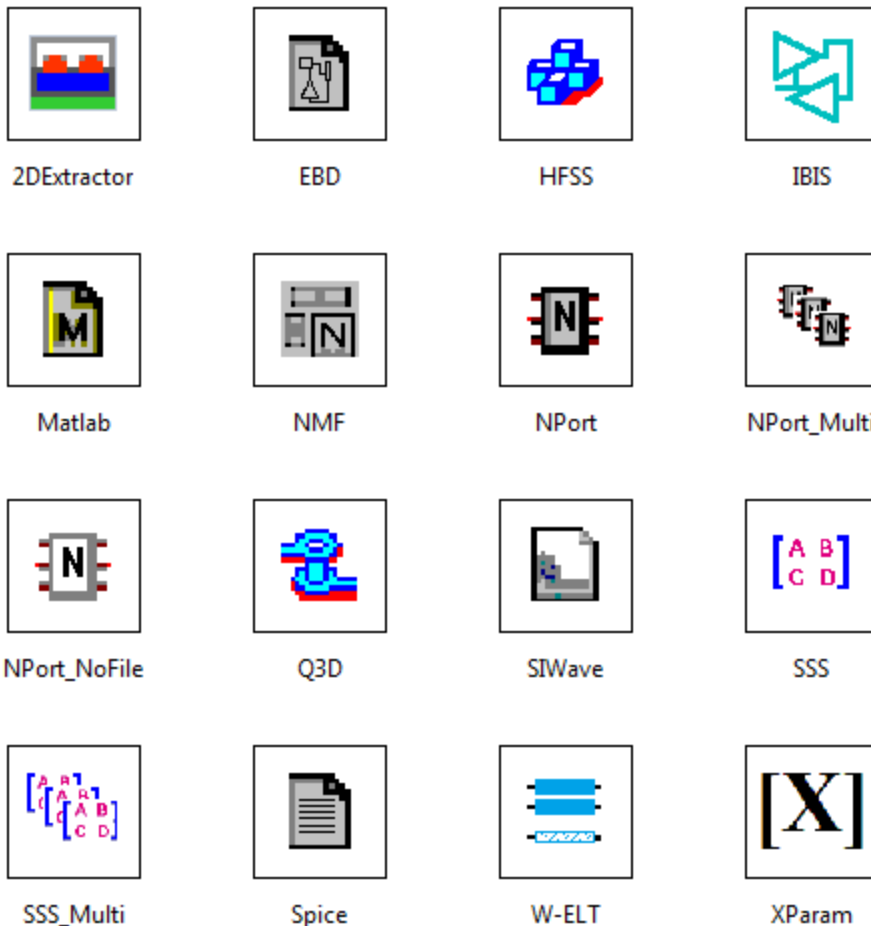 2DExtractor
EBD
HFSS
IBIS
M
N
N
N
Matlab
NMF
NPort
NPort_Multi
N
A B
C D
NPort_NoFile
Q3D
SIWave
SSS
A B
C D
[X]
SSS_Multi
Spice
W-ELT
XParam